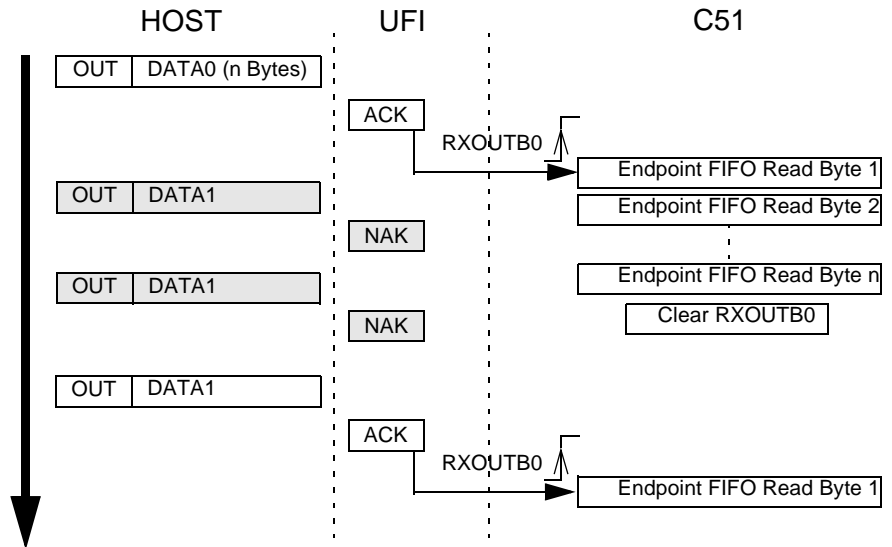 HOST UFI C51
OUT DATA0 (n Bytes)
ACK
RXOUTB0
Endpoint FIFO Read Byte 1
OUT DATA1
Endpoint FIFO Read Byte 2
NAK
OUT DATA1
Endpoint FIFO Read Byte n
NAK
Clear RXOUTB0
OUT DATA1
ACK
RXOUTB0
Endpoint FIFO Read Byte 1